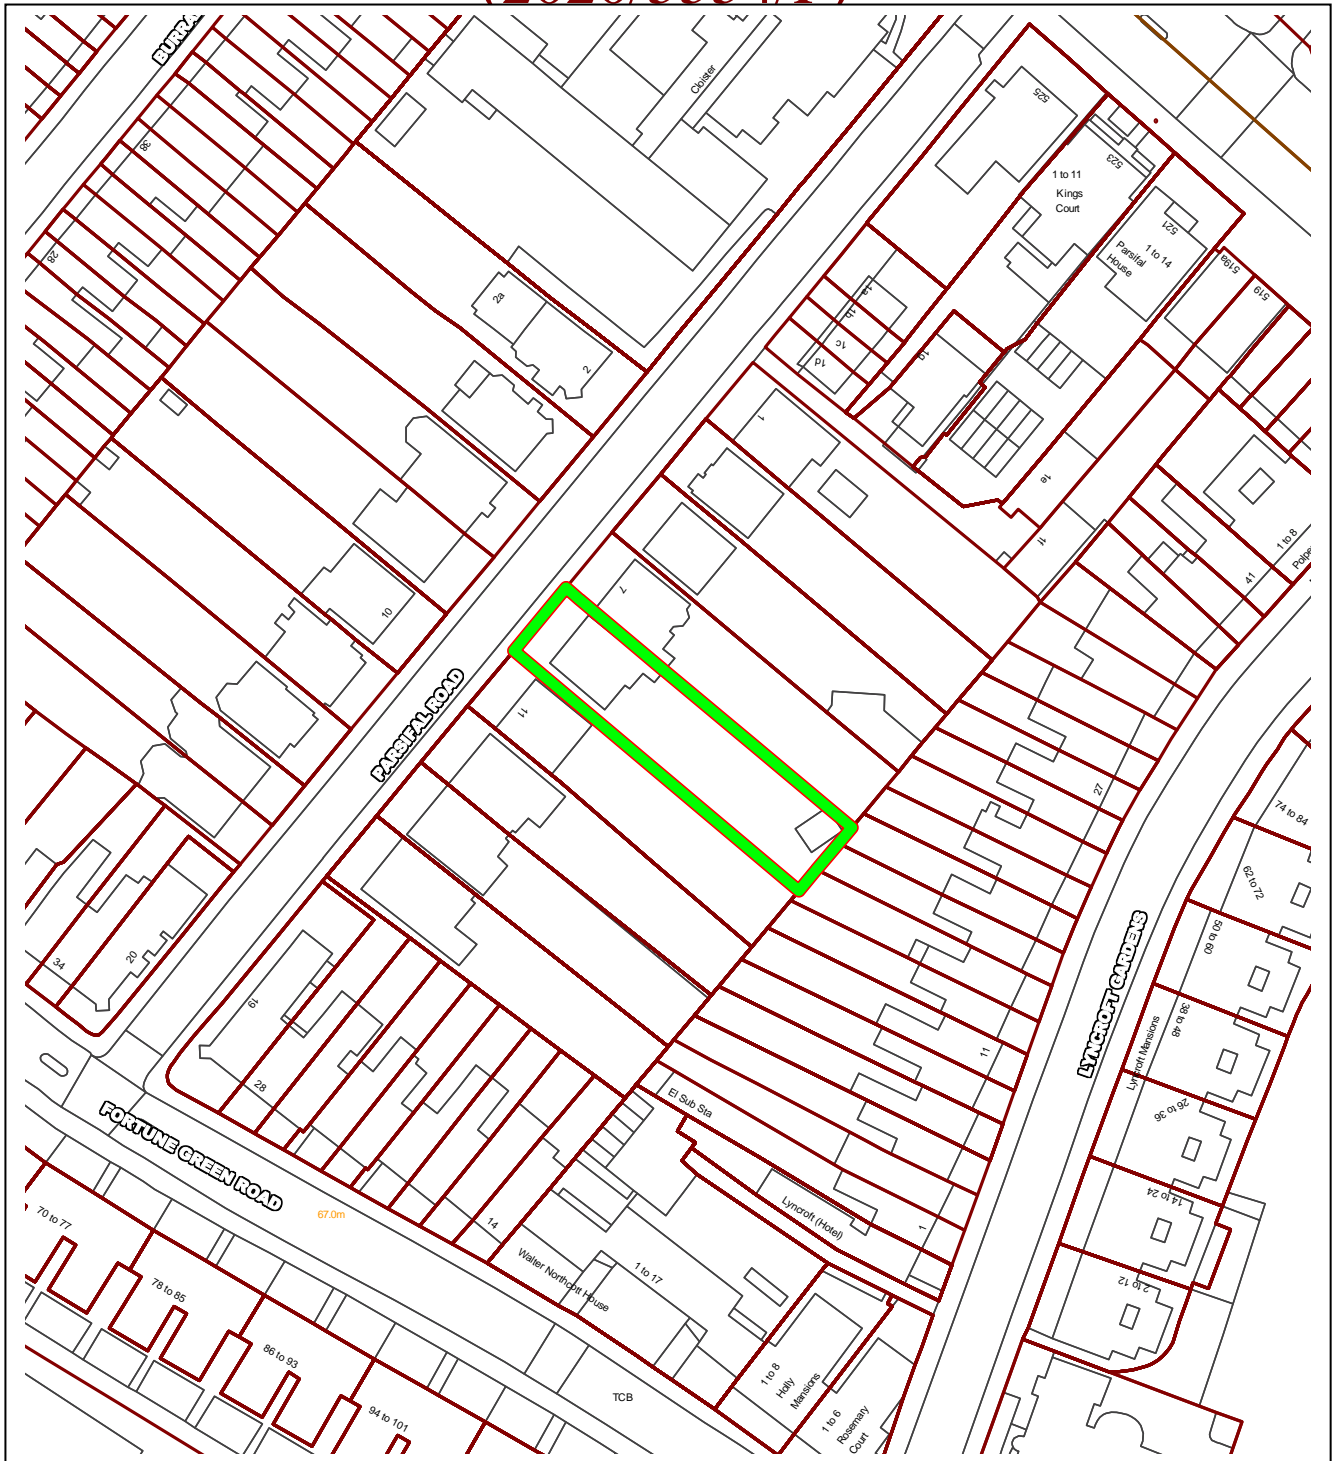 BURRA
Cloister
38
28
525
523
1 to 11
Kings
Court
521
1 to 14
Parsifal
House
519a
519
2a
2
1a
1b
1c
1d
1g
1
1e
1f
41
1 to 8
Polpe
10
7
11
PARSIFAL ROAD
27
74 to 84
62 to 72
50 to 60
38 to 48
26 to 36
14 to 24
2 to 12
LYNCROFT GARDENS
Lyncroft Mansions
34
20
19
28
11
El Sub Sta
Lyncroft (Hotel)
1
FORTUNE GREEN ROAD
67.0m
14
Walter Northcott House
1 to 17
70 to 77
78 to 85
86 to 93
94 to 101
TCB
1 to 8
Holly
Mansions
1 to 6
Rosemary
Court